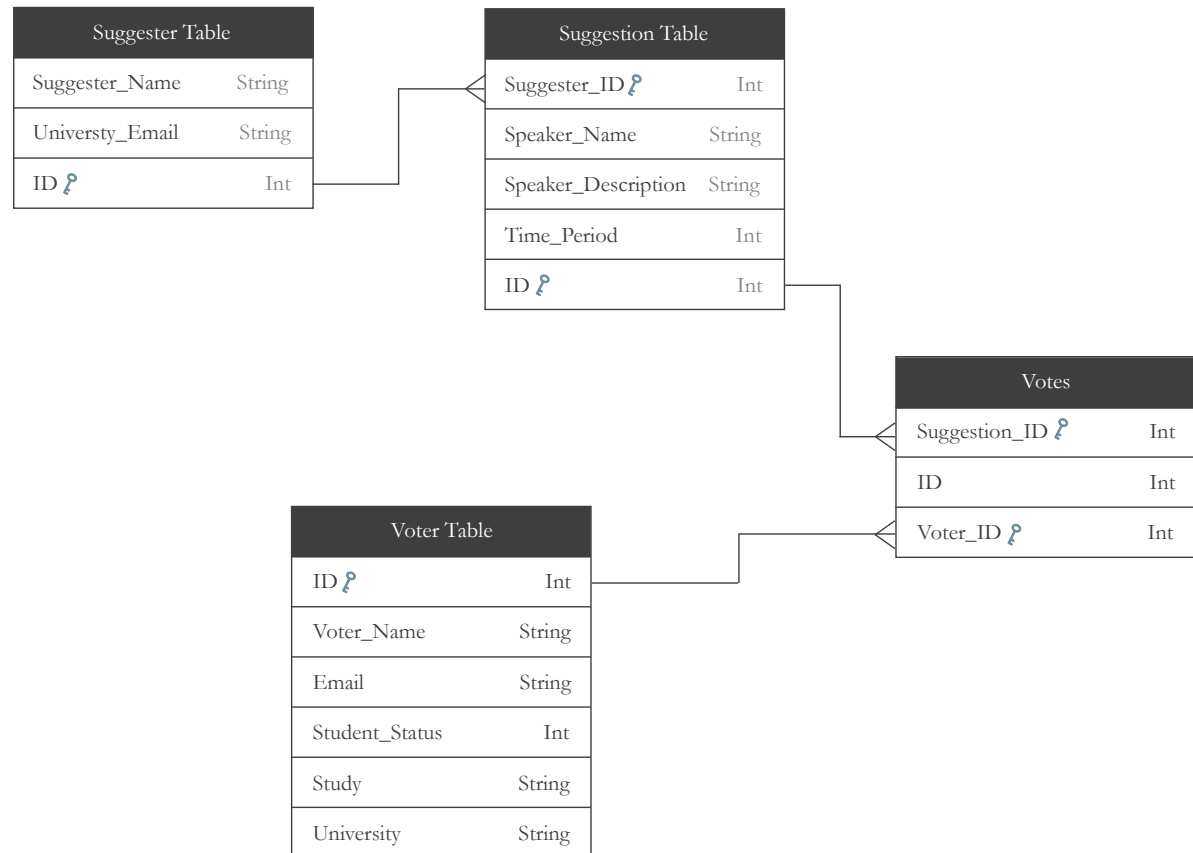 Suggester Table
Suggester_Name String
Universty_Email String
ID Int
Suggestion Table
Suggester_ID Int
Speaker_Name String
Speaker_Description String
Time_Period Int
ID Int
Votes
Suggestion_ID Int
ID Int
Voter_ID Int
Voter Table
ID Int
Voter_Name String
Email String
Student_Status Int
Study String
University String